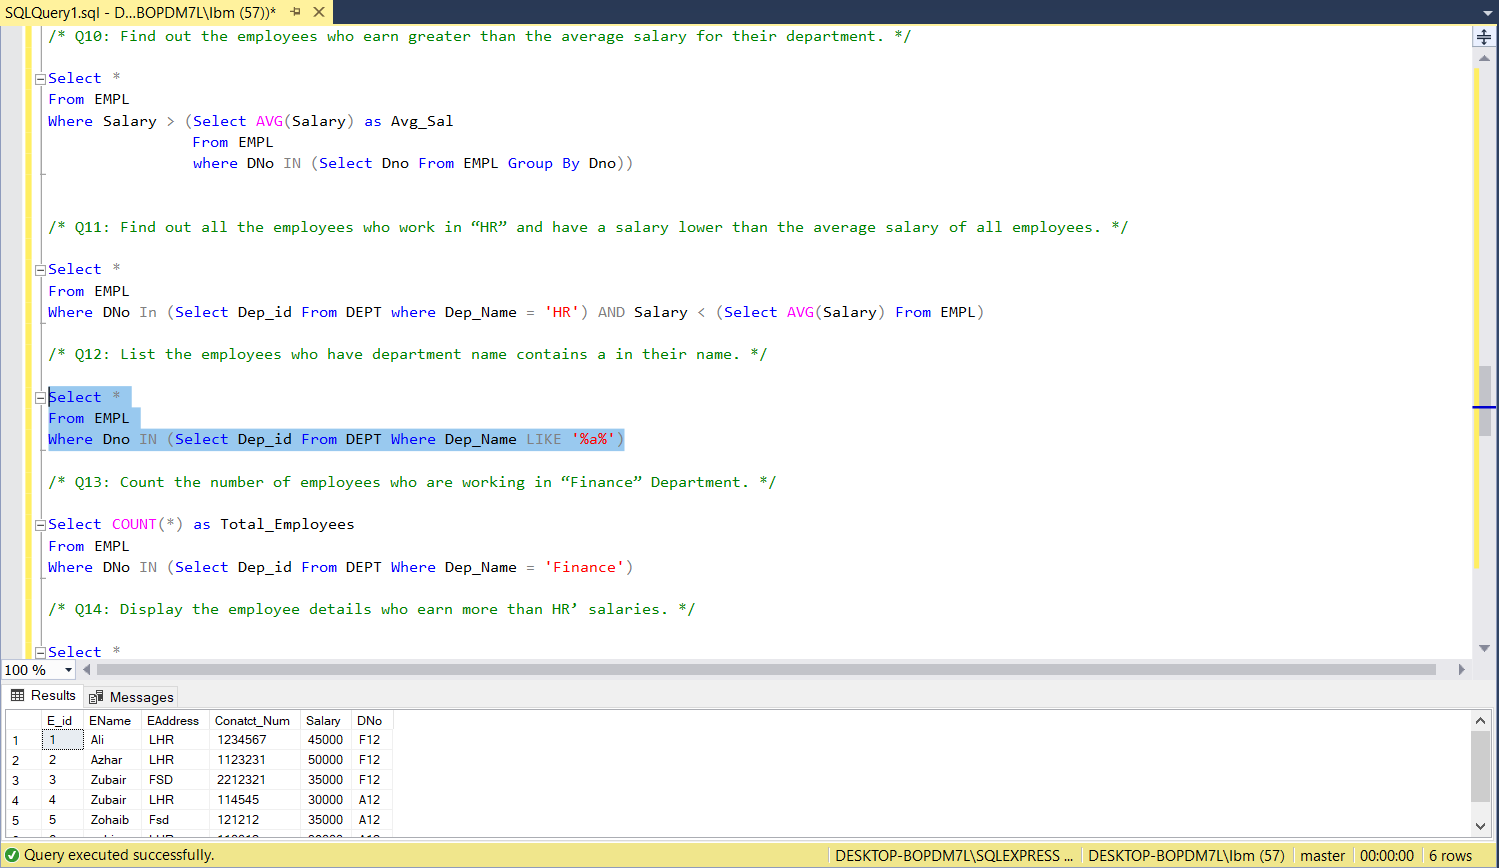 SQLQuery1.sql - D...BOPDM7L\Ibm (57))*
/* Q10: Find out the employees who earn greater than the average salary for their department. */
Select *
From EMPL
Where Salary > (Select AVG(Salary) as Avg_Sal
From EMPL
where DNo IN (Select Dno From EMPL Group By Dno))
/* Q11: Find out all the employees who work in “HR” and have a salary lower than the average salary of all employees. */
Select *
From EMPL
Where DNo In (Select Dep_id From DEPT where Dep_Name = 'HR') AND Salary < (Select AVG(Salary) From EMPL)
/* Q12: List the employees who have department name contains a in their name. */
Select *
From EMPL
Where Dno IN (Select Dep_id From DEPT Where Dep_Name LIKE '%a%')
/* Q13: Count the number of employees who are working in “Finance” Department. */
Select COUNT(*) as Total_Employees
From EMPL
Where DNo IN (Select Dep_id From DEPT Where Dep_Name = 'Finance')
/* Q14: Display the employee details who earn more than HR’ salaries. */
Select *
100 %
Results Messages
E_id EName EAddress Conatct_Num Salary DNo
1 1 Ali LHR 1234567 45000 F12
2 2 Azhar LHR 1123231 50000 F12
3 3 Zubair FSD 2212321 35000 F12
4 4 Zubair LHR 114545 30000 A12
5 5 Zohaib Fsd 121212 35000 A12
Query executed successfully. DESKTOP-BOPDM7L\SQLEXPRESS ... DESKTOP-BOPDM7L\Ibm (57) master 00:00:00 6 rows